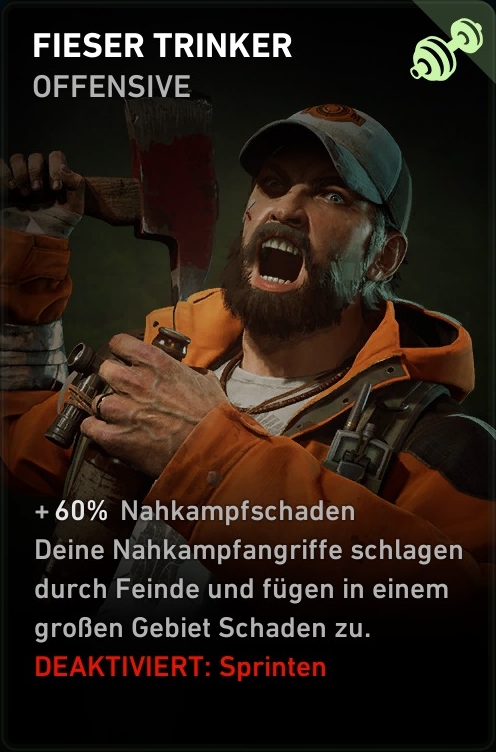 FIESER TRINKER
OFFENSIVE
+60% Nahkampfschaden
Deine Nahkampfangriffe schlagen
durch Feinde und fügen in einem
großen Gebiet Schaden zu.
DEAKTIVIERT: Sprinten